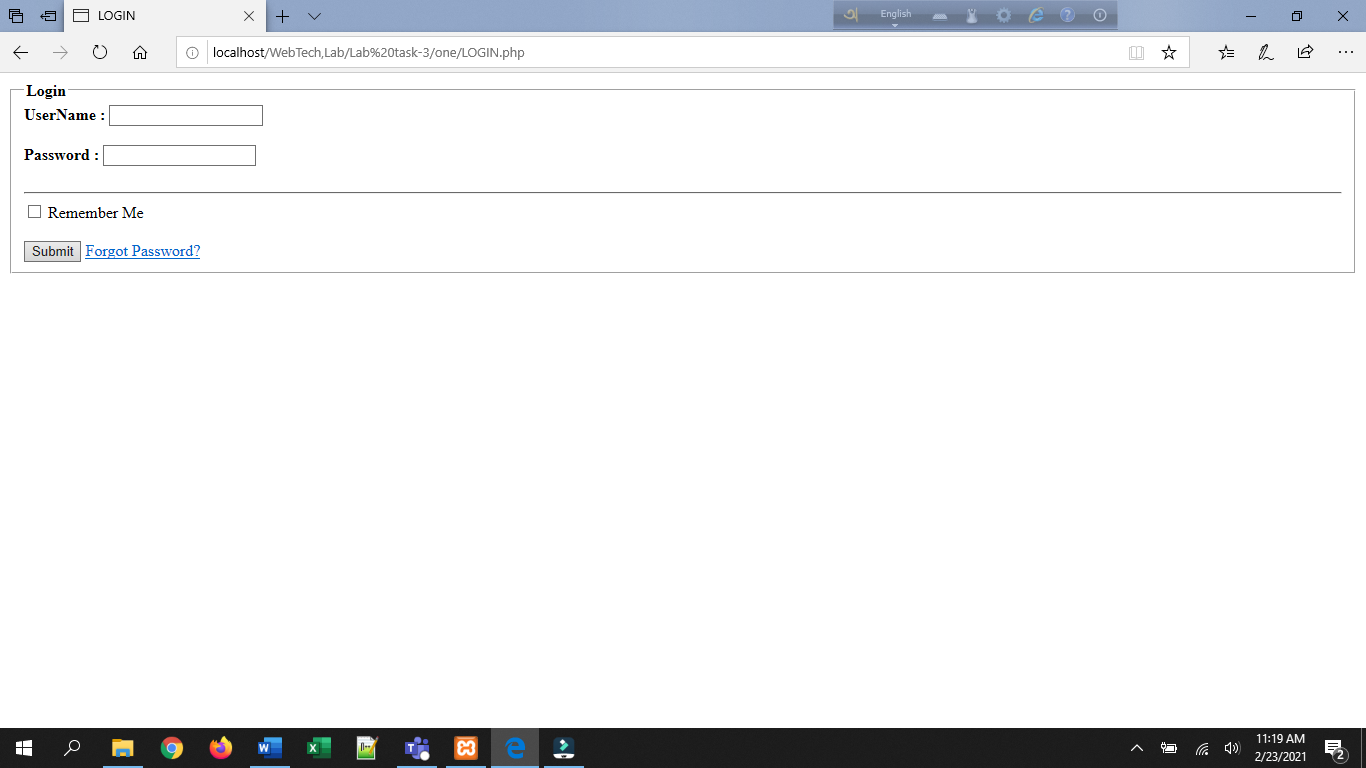 LOGIN
English
localhost/WebTech,Lab/Lab%20task-3/one/LOGIN.php
Login
UserName :
Password :
Remember Me
Submit Forgot Password?
11:19 AM
2/23/2021
2